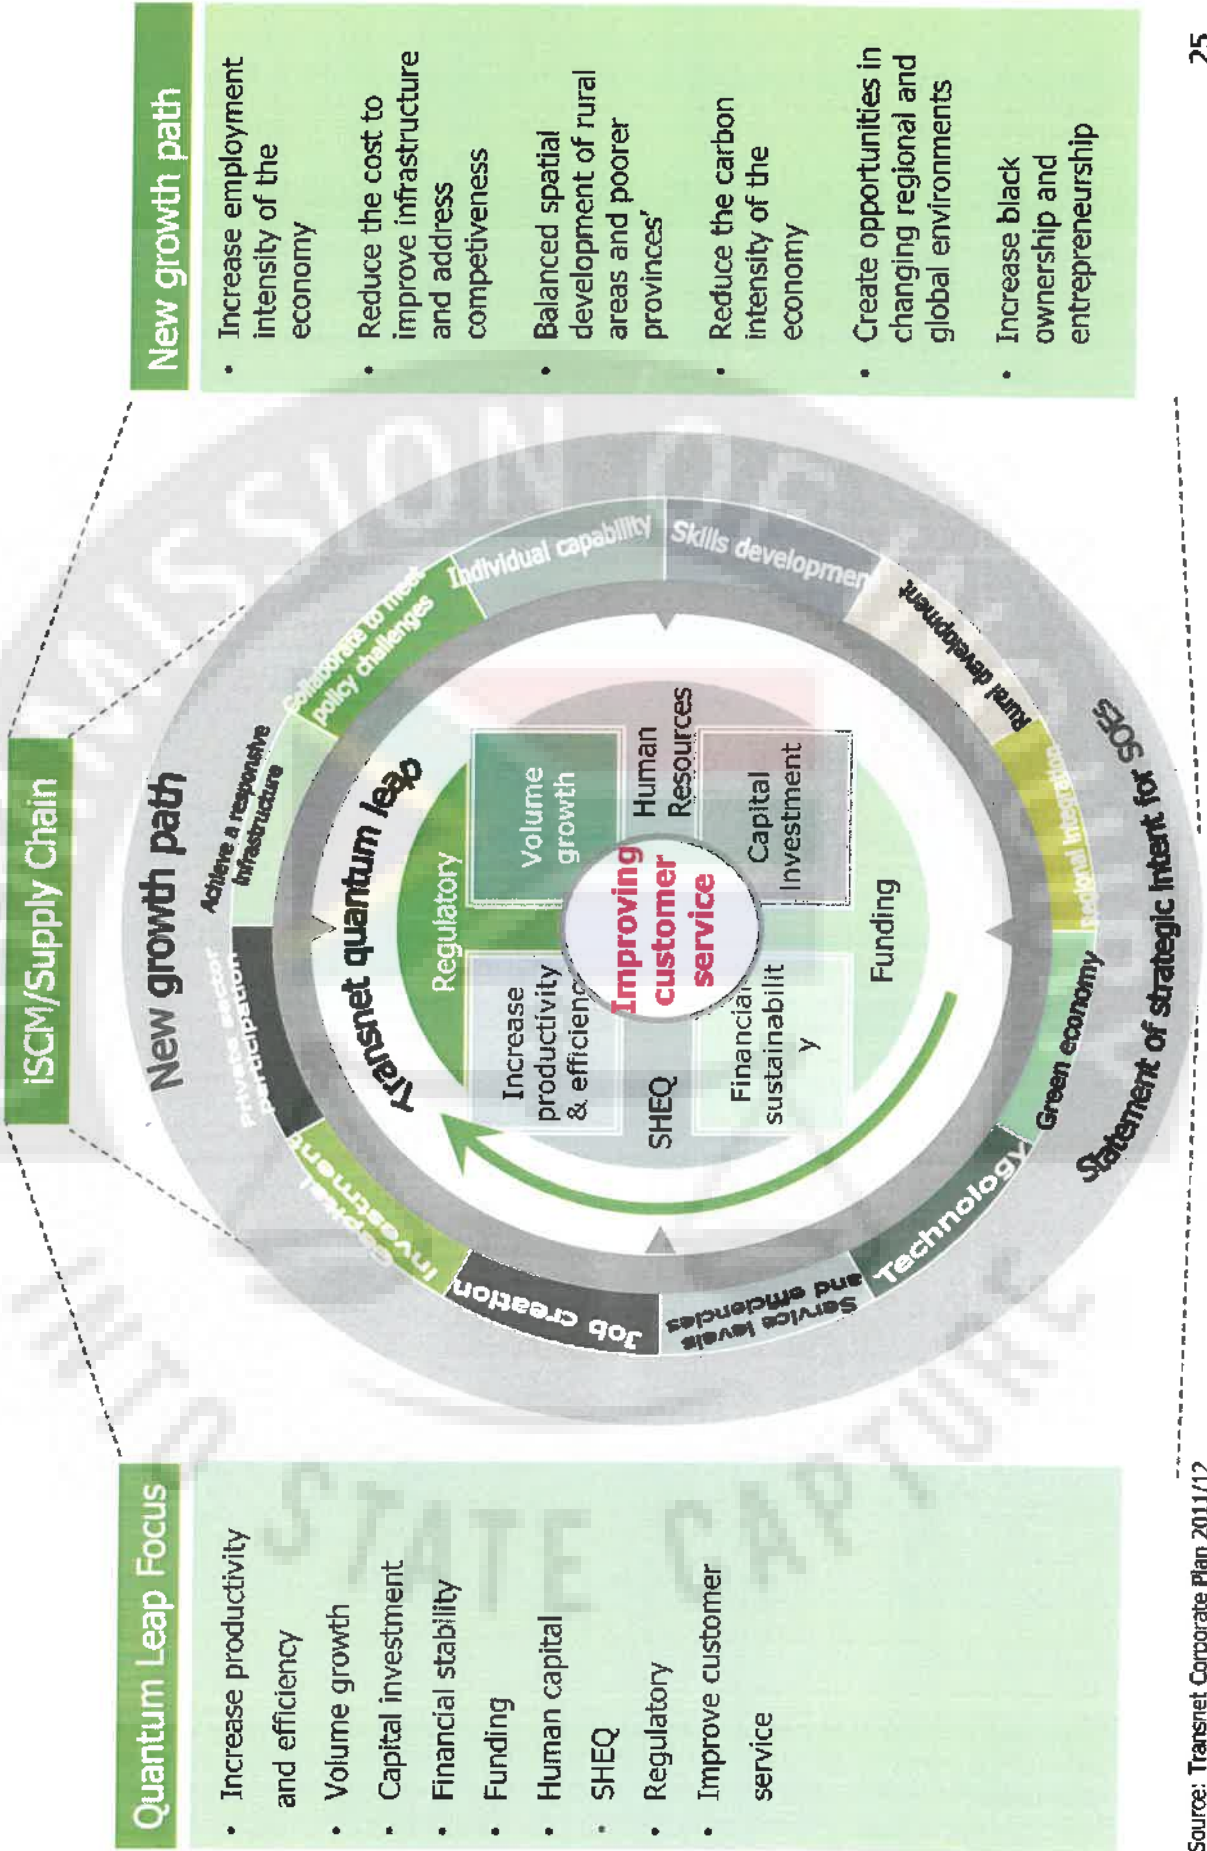 iSCM/Supply Chain
Quantum Leap Focus
• Increase productivity
and efficiency
• Volume growth
• Capital investment
• Financial stability
• Funding
• Human capital
• SHEQ
• Regulatory
• Improve customer
service
New growth path
Private sector
participation
Achieve a responsive
infrastructure
Collaborate to meet
policy challenges
Individual capability
Skills development
Rural development
Regional integration
Green economy
Technology
Service levels
and efficiencies
Job creation
Capital
Investment
Transnet quantum leap
Regulatory
Increase
productivity
& efficienc
Volume
growth
SHEQ
Improving
customer
service
Human
Resources
Financial
sustainabilit
y
Capital
Investment
Funding
Statement of strategic intent for SOEs
New growth path
• Increase employment
intensity of the
economy
• Reduce the cost to
improve infrastructure
and address
competiveness
• Balanced spatial
development of rural
areas and poorer
provinces'
• Reduce the carbon
intensity of the
economy
• Create opportunities in
changing regional and
global environments
• Increase black
ownership and
entrepreneurship
Source: Transnet Corporate Plan 2011/12
25
STATE CAPTURE